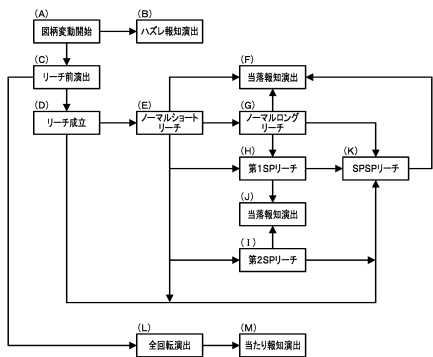 (A)
図柄変動開始
(B)
ハズレ報知演出
(C)
リーチ前演出
(F)
当落報知演出
(D)
リーチ成立
(E)
ノーマルショート
リーチ
(G)
ノーマルロング
リーチ
(H)
第1SPリーチ
(K)
SPSPリーチ
(J)
当落報知演出
(I)
第2SPリーチ
(L)
全回転演出
(M)
当たり報知演出